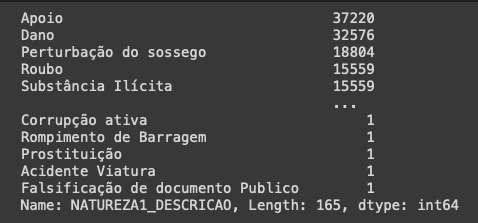 Apoio 37220
Dano 32576
Perturbação do sossego 18804
Roubo 15559
Substância Ilícita 15559
...
Corrupção ativa 1
Rompimento de Barragem 1
Prostituição 1
Acidente Viatura 1
Falsificação de documento Publico 1
Name: NATUREZA1_DESCRICAO, Length: 165, dtype: int64